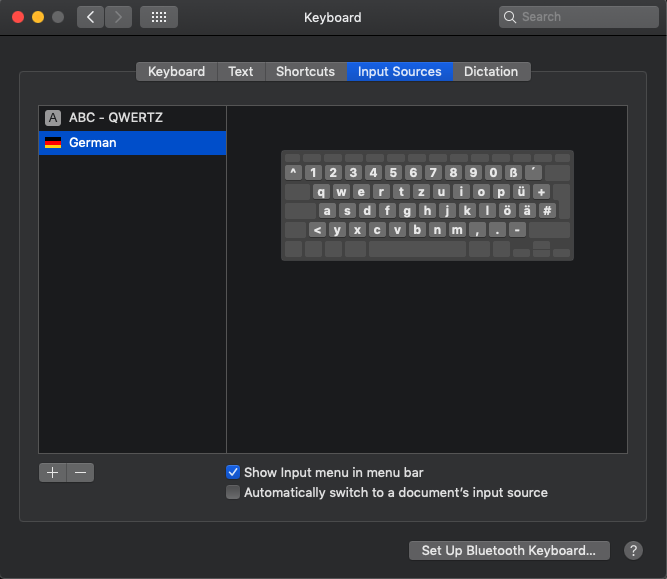 Keyboard
Search
Keyboard Text Shortcuts Input Sources Dictation
A ABC - QWERTZ
German
^ 1 2 3 4 5 6 7 8 9 0 ß ´
q w e r t z u i o p ü +
a s d f g h j k l ö ä #
< y x c v b n m , . -
+ −
Show Input menu in menu bar
Automatically switch to a document’s input source
Set Up Bluetooth Keyboard... ?